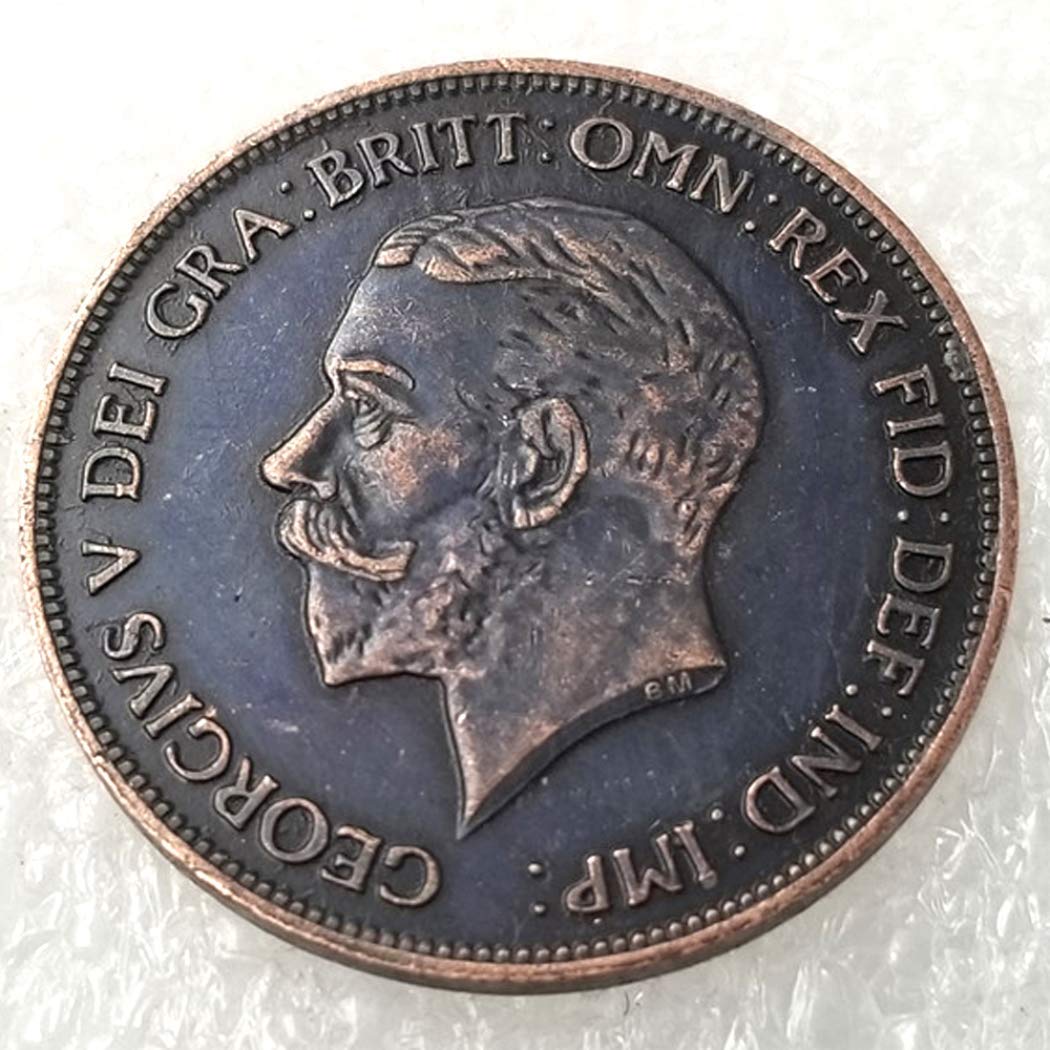 GEORGIVS V DEI GRA: BRITT: OMN: REX FID: DEF: IND: IMP:
BM